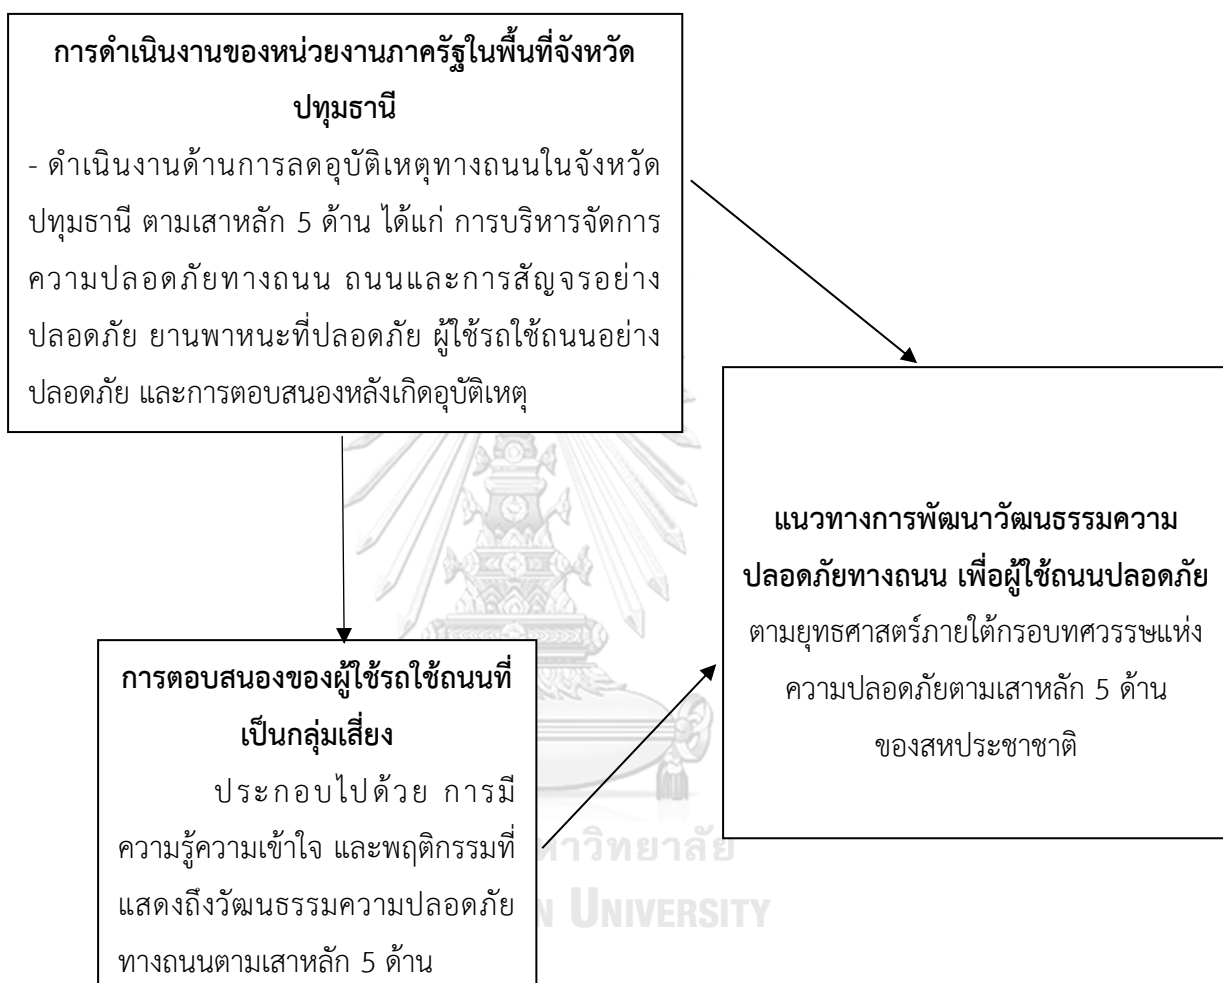 การดำเนินงานของหน่วยงานภาครัฐในพื้นที่จังหวัด
ปทุมธานี
- ดำเนินงานด้านการลดอุบัติเหตุทางถนนในจังหวัด
ปทุมธานี ตามเสาหลัก 5 ด้าน ได้แก่ การบริหารจัดการ
ความปลอดภัยทางถนน ถนนและการสัญจรอย่าง
ปลอดภัย ยานพาหนะที่ปลอดภัย ผู้ใช้รถใช้ถนนอย่าง
ปลอดภัย และการตอบสนองหลังเกิดอุบัติเหตุ
แนวทางการพัฒนาวัฒนธรรมความ
ปลอดภัยทางถนน เพื่อผู้ใช้ถนนปลอดภัย
ตามยุทธศาสตร์ภายใต้กรอบทศวรรษแห่ง
ความปลอดภัยตามเสาหลัก 5 ด้าน
ของสหประชาชาติ
การตอบสนองของผู้ใช้รถใช้ถนนที่
เป็นกลุ่มเสี่ยง
ประกอบไปด้วย การมี
ความรู้ความเข้าใจ และพฤติกรรมที่
แสดงถึงวัฒนธรรมความปลอดภัย
ทางถนนตามเสาหลัก 5 ด้าน
าวิทยาลัย
N UNIVERSITY